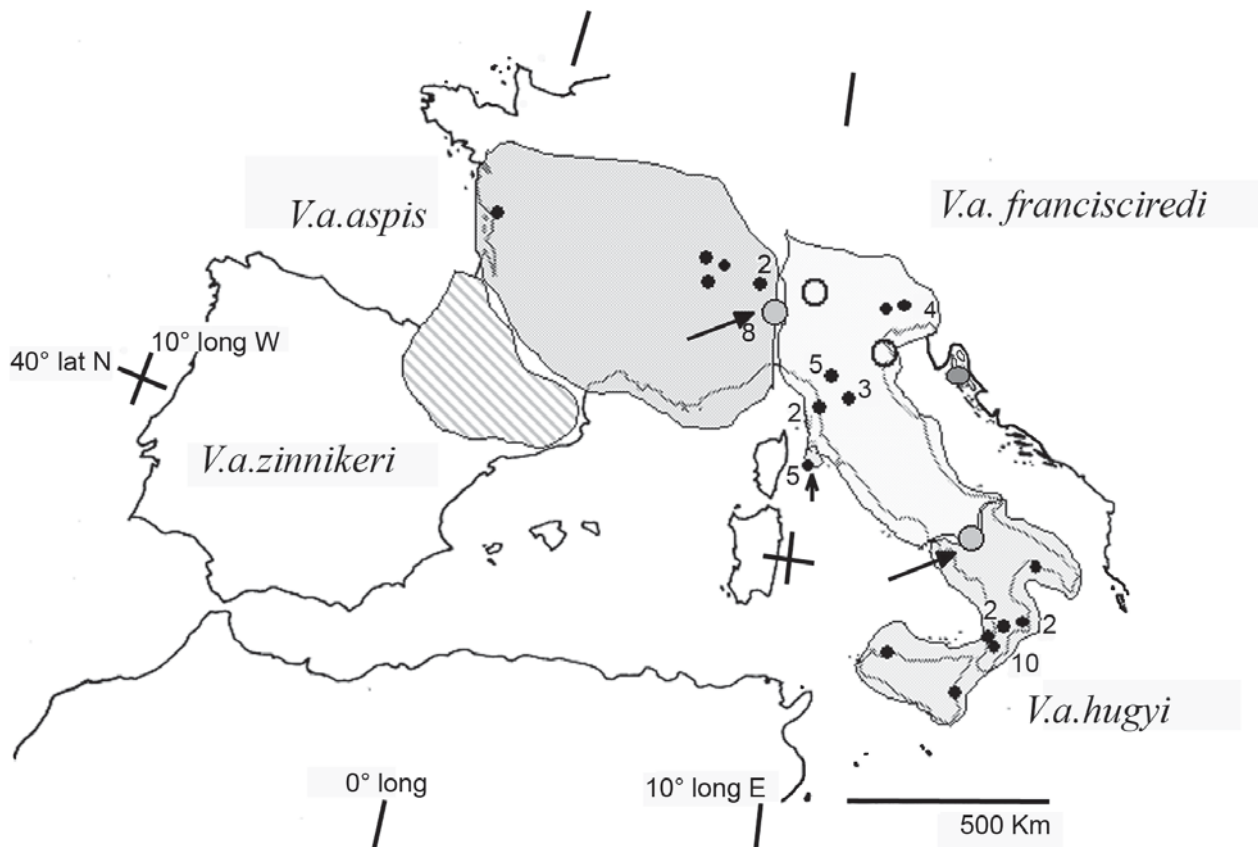 V.a. francisciredi
V.a.aspis
2
8
4
10° long W
40° lat N
5
3
2
V.a.zinnikeri
5
2
2
10
V.a.hugyi
0° long
10° long E
500 Km